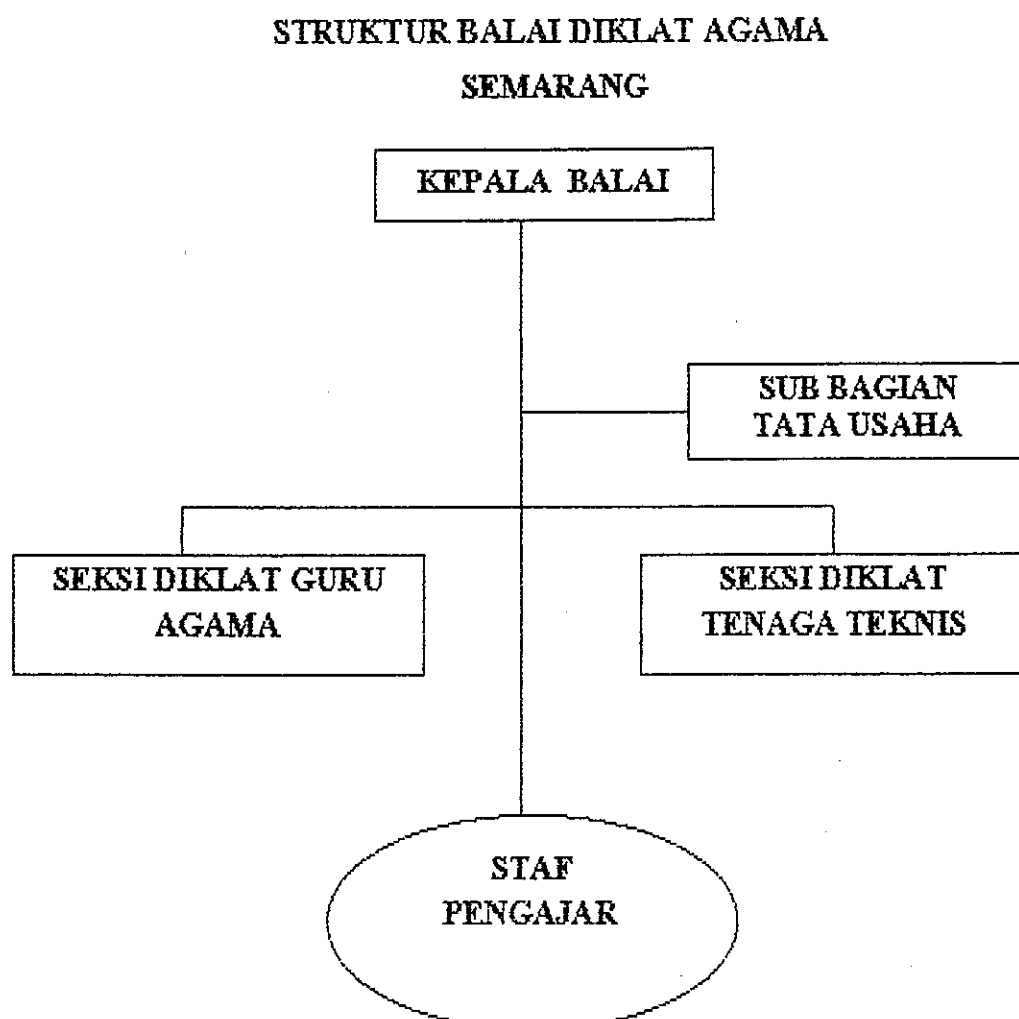 STRUKTUR BALAI DIKLAT AGAMA
SEMARANG
KEPALA BALAI
SUB BAGIAN
TATA USAHA
SEKSI DIKLAT GURU
AGAMA
SEKSI DIKLAT
TENAGA TEKNIS
STAF
PENGAJAR